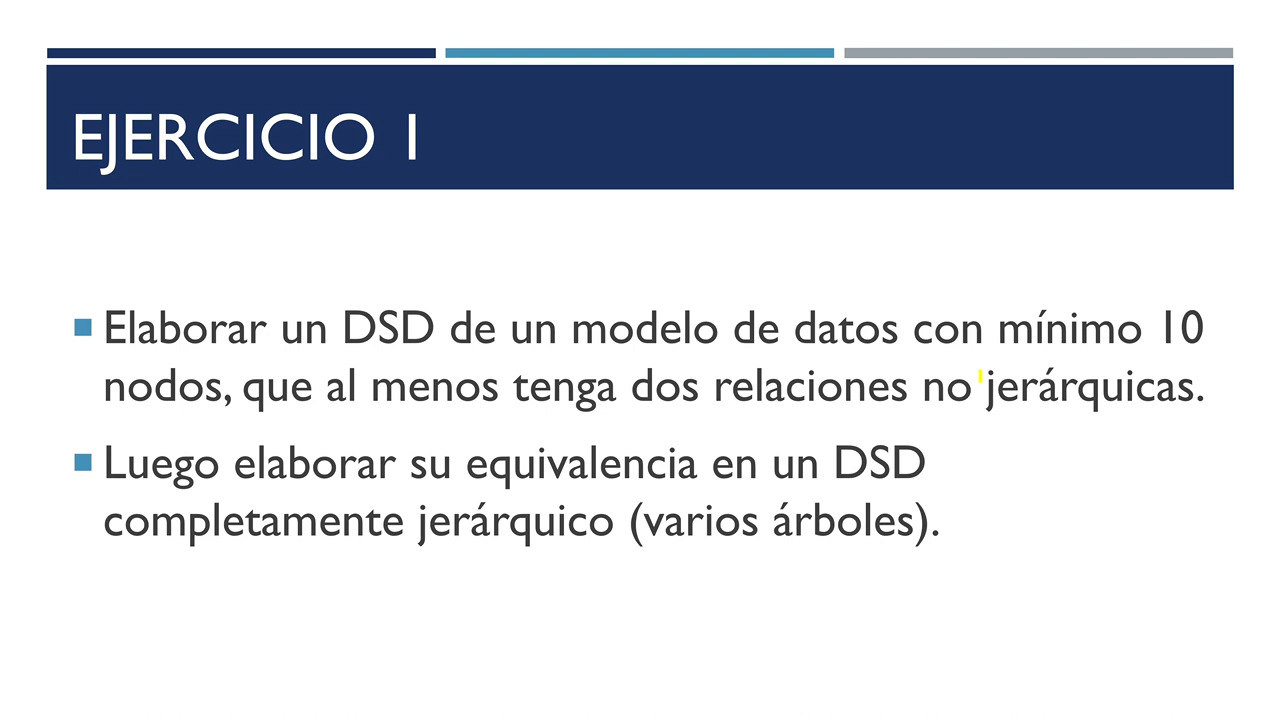 EJERCICIO 1
Elaborar un DSD de un modelo de datos con mínimo 10
nodos, que al menos tenga dos relaciones no jerárquicas.
Luego elaborar su equivalencia en un DSD
completamente jerárquico (varios árboles).